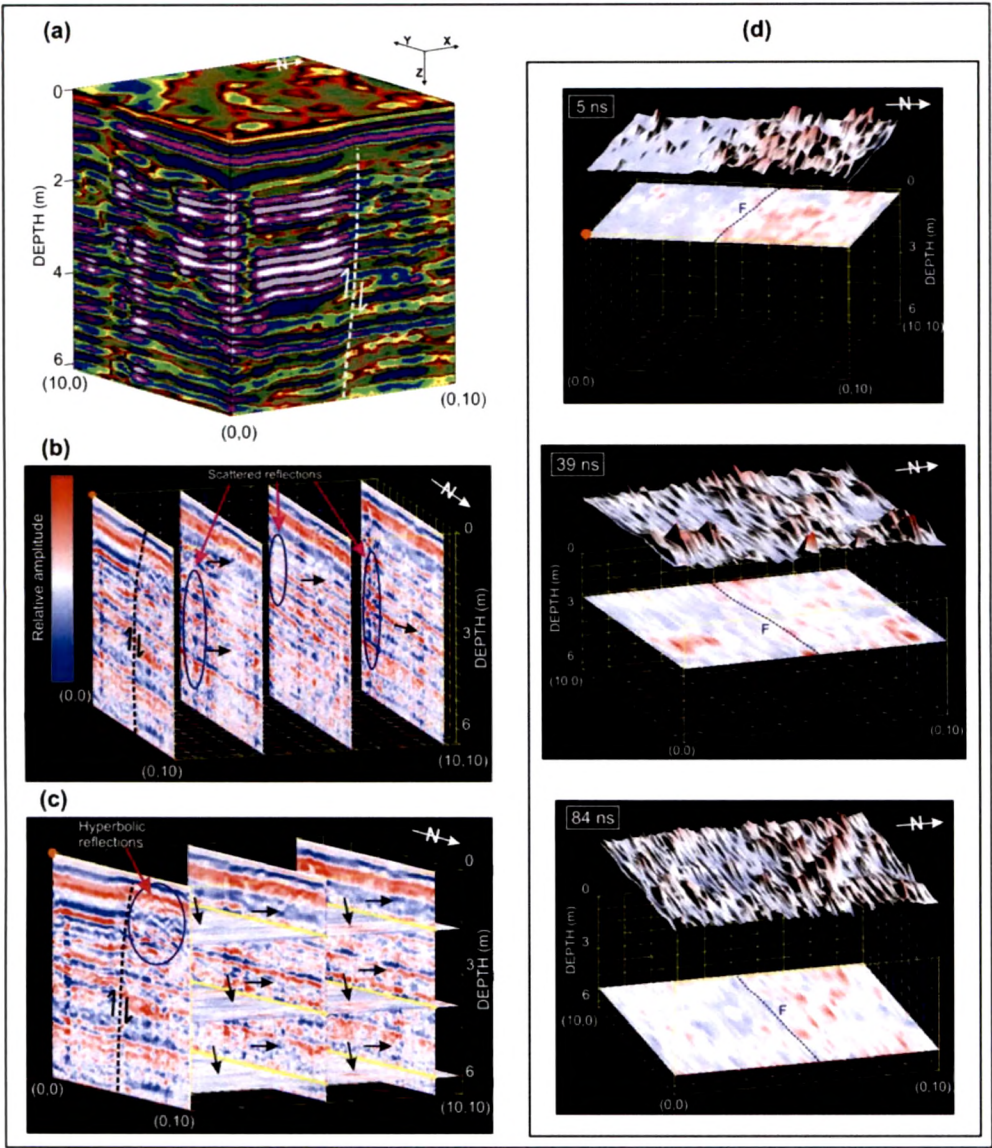 (a)
Y
X
Z
N
0
2
4
6
DEPTH (m)
(10,0)
(0,0)
(0,10)
(b)
Scattered reflections
N
Relative amplitude
0
3
6
DEPTH (m)
(0,0)
(0,10)
(10,10)
(c)
Hyperbolic
reflections
N
0
3
6
DEPTH (m)
(0,0)
(0,10)
(10,10)
(d)
5 ns
N
F
0
3
6
DEPTH (m)
(10 10)
(0,0)
(0,10)
39 ns
N
0
3
6
DEPTH (m)
F
(10 0)
(0,0)
(0,10)
84 ns
N
0
3
6
DEPTH (m)
F
(10,0)
(0,0)
(0,10)